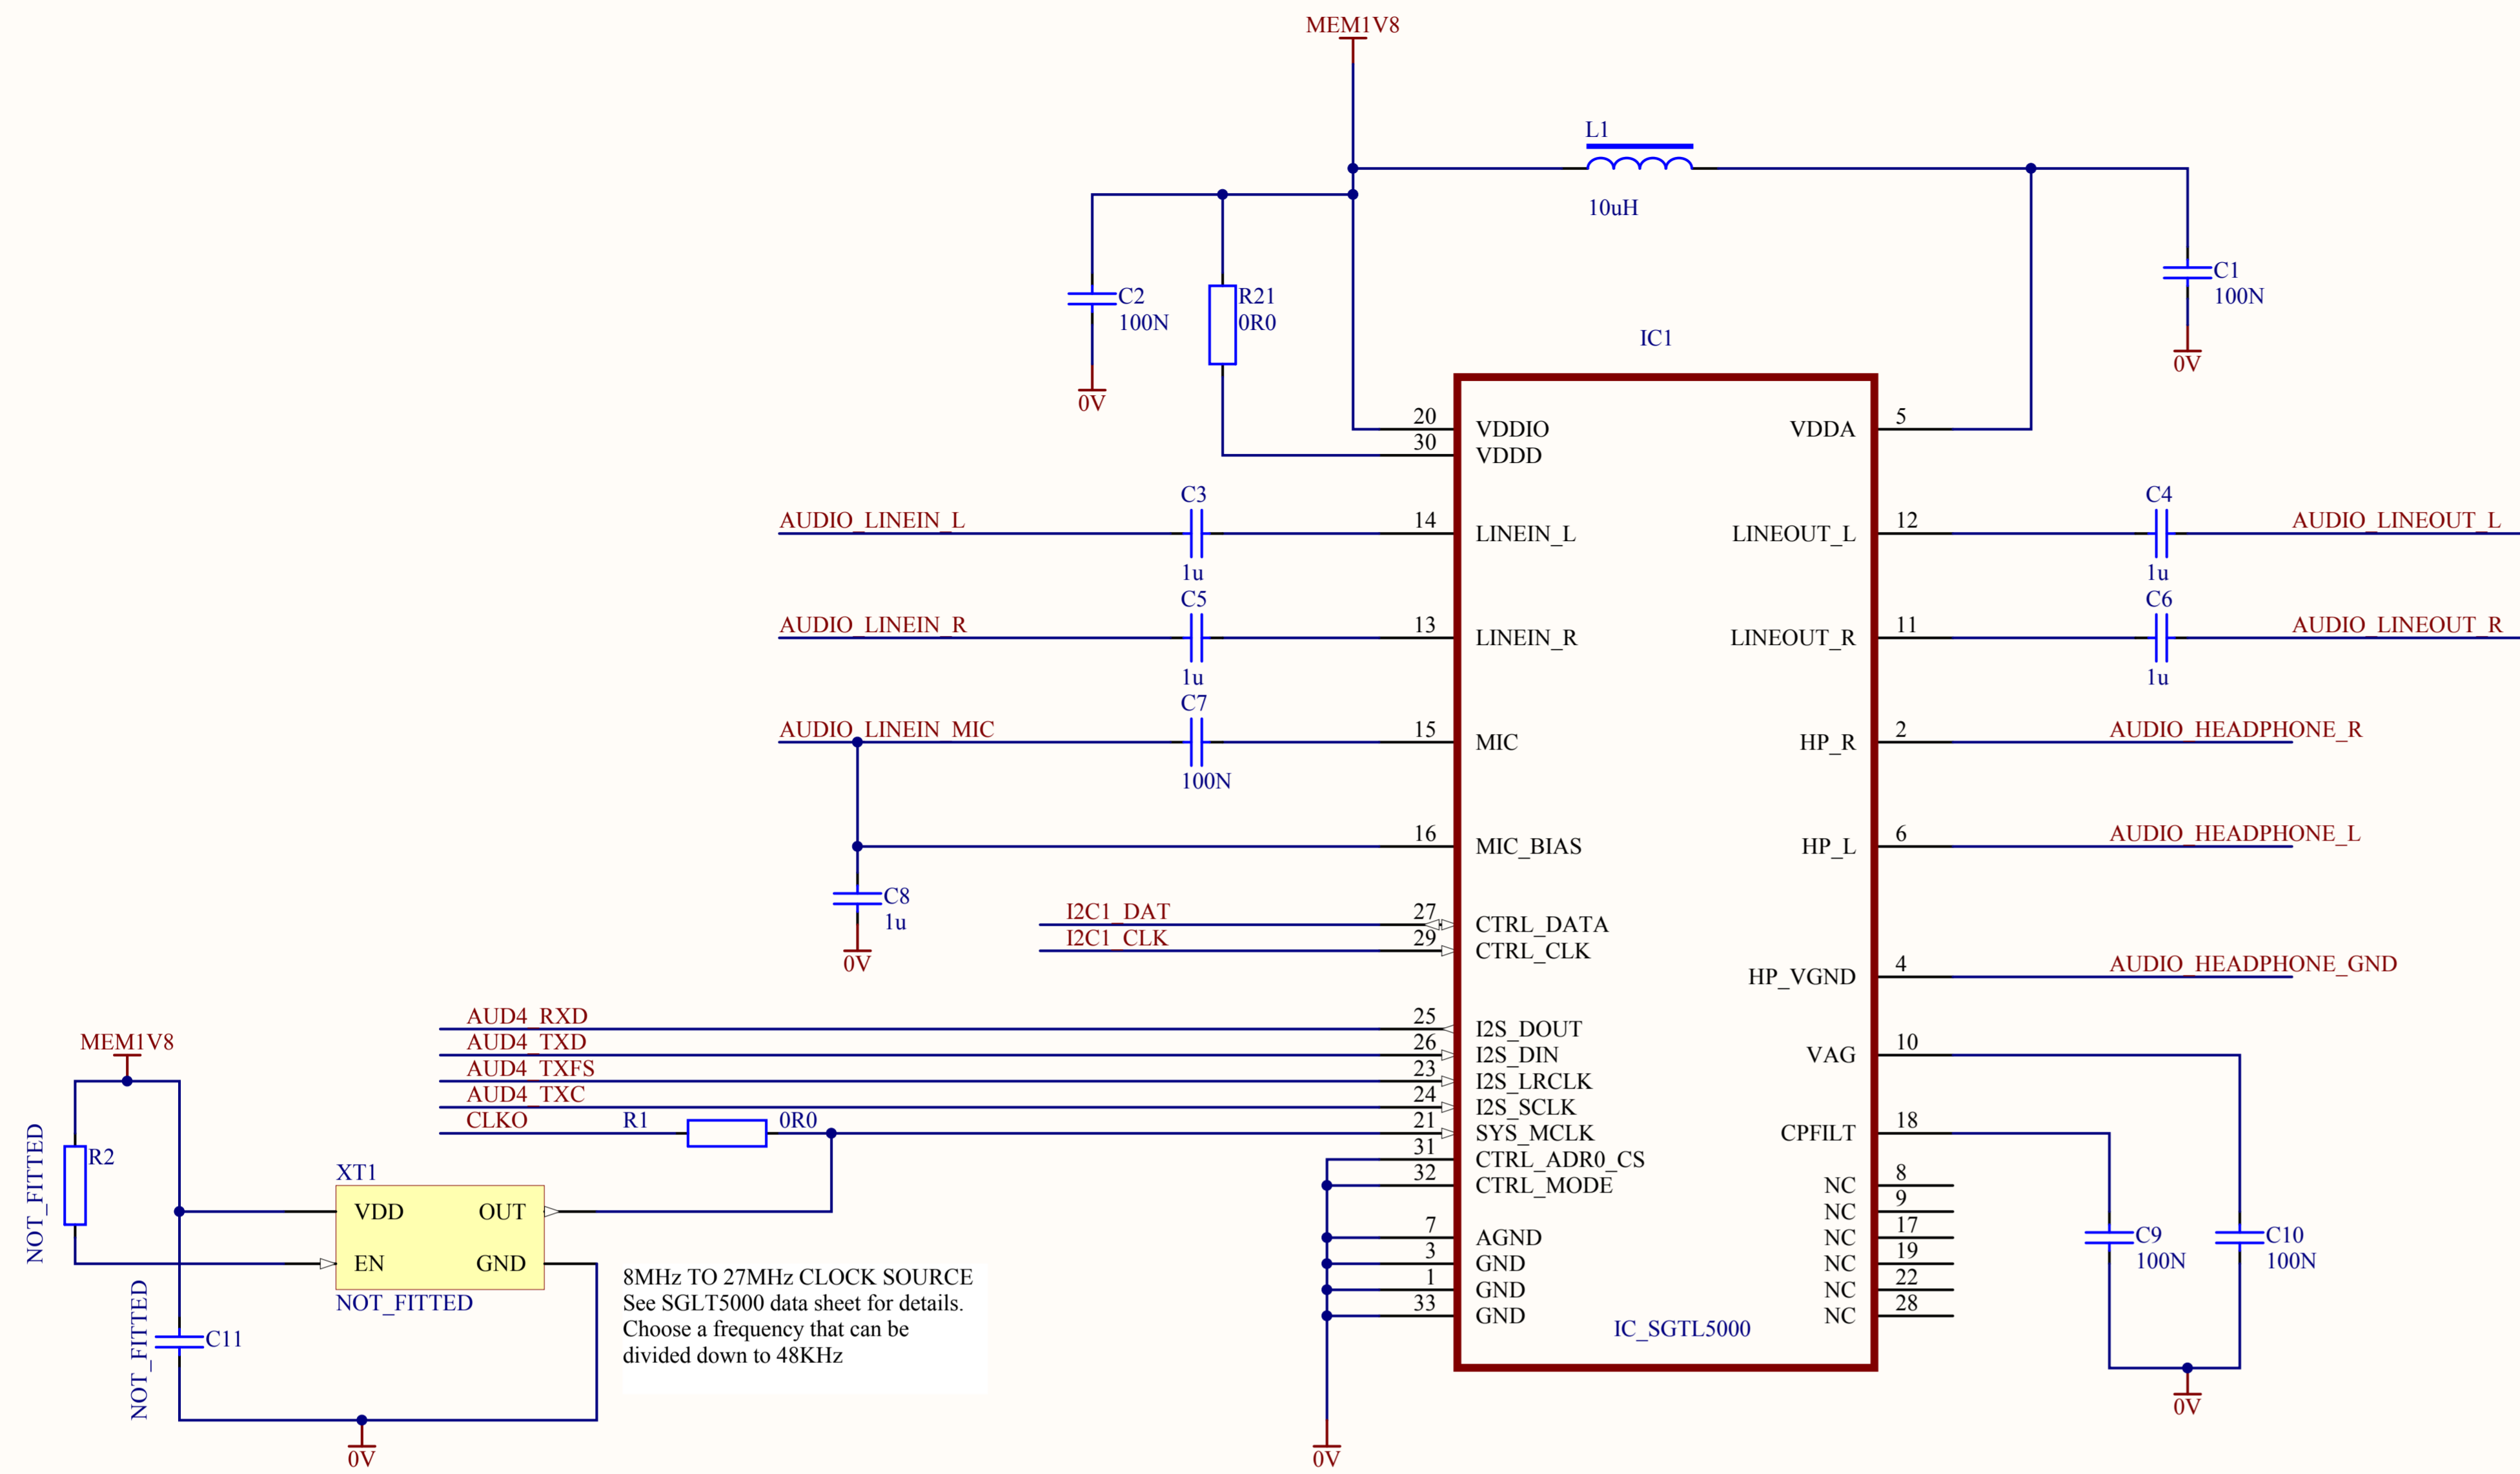 MEM1V8
L1
10uH
C2
100N
0V
R21
0R0
C1
100N
0V
IC1
20
VDDIO
30
VDDD
VDDA
5
AUDIO_LINEIN_L
C3
1u
14
LINEIN_L
LINEOUT_L
12
C4
1u
AUDIO_LINEOUT_L
AUDIO_LINEIN_R
C5
1u
13
LINEIN_R
LINEOUT_R
11
C6
1u
AUDIO_LINEOUT_R
AUDIO_LINEIN_MIC
C7
100N
15
MIC
HP_R
2
AUDIO_HEADPHONE_R
16
MIC_BIAS
HP_L
6
AUDIO_HEADPHONE_L
C8
1u
0V
I2C1_DAT
27
CTRL_DATA
I2C1_CLK
29
CTRL_CLK
HP_VGND
4
AUDIO_HEADPHONE_GND
AUD4_RXD
25
I2S_DOUT
AUD4_TXD
26
I2S_DIN
AUD4_TXFS
23
I2S_LRCLK
AUD4_TXC
24
I2S_SCLK
CLKO
R1
0R0
21
SYS_MCLK
31
CTRL_ADR0_CS
32
CTRL_MODE
7
AGND
3
GND
1
GND
33
GND
0V
VAG
10
CPFILT
18
NC
8
NC
9
NC
17
NC
19
NC
22
NC
28
IC_SGTL5000
C9
100N
C10
100N
0V
MEM1V8
R2
NOT_FITTED
XT1
VDD
OUT
EN
GND
NOT_FITTED
C11
NOT_FITTED
0V
8MHz TO 27MHz CLOCK SOURCE
See SGLT5000 data sheet for details.
Choose a frequency that can be
divided down to 48KHz